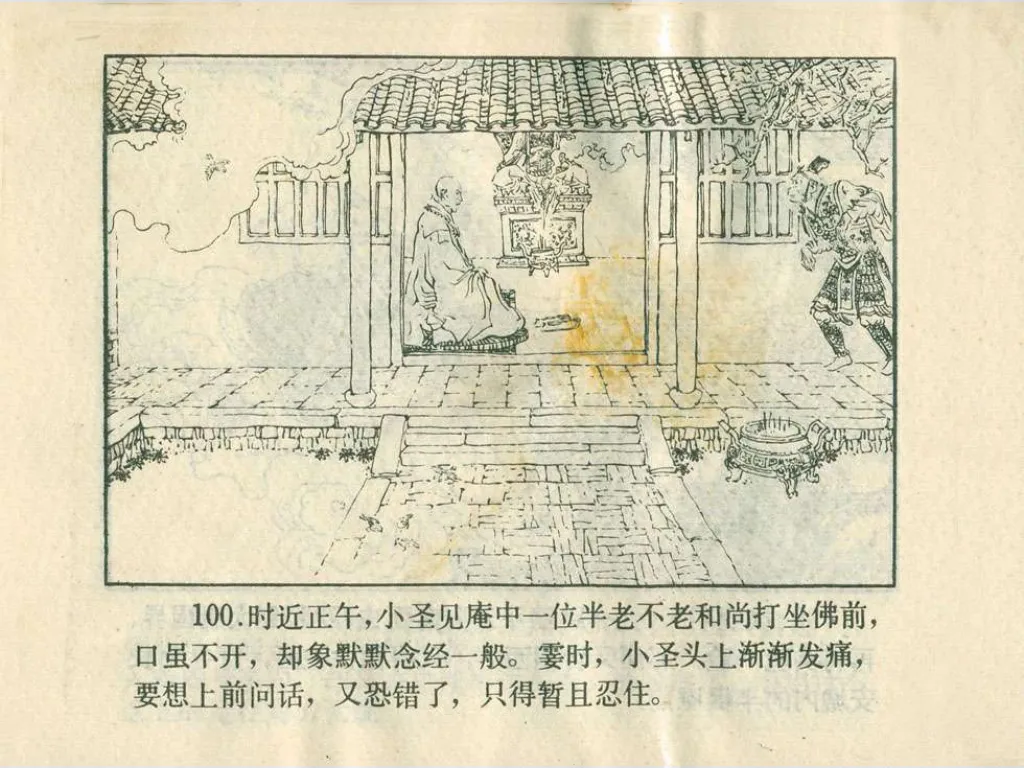 100.时近正午,小圣见庵中一位半老不老和尚打坐佛前,
口虽不开，却象默默念经一般。霎时，小圣头上渐渐发痛，
要想上前问话，又恐错了，只得暂且忍住。